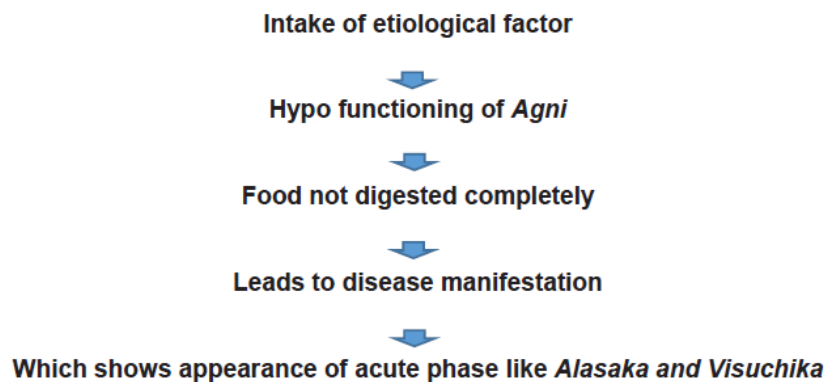 Intake of etiological factor
Hypo functioning of Agni
Food not digested completely
Leads to disease manifestation
Which shows appearance of acute phase like Alasaka and Visuchika